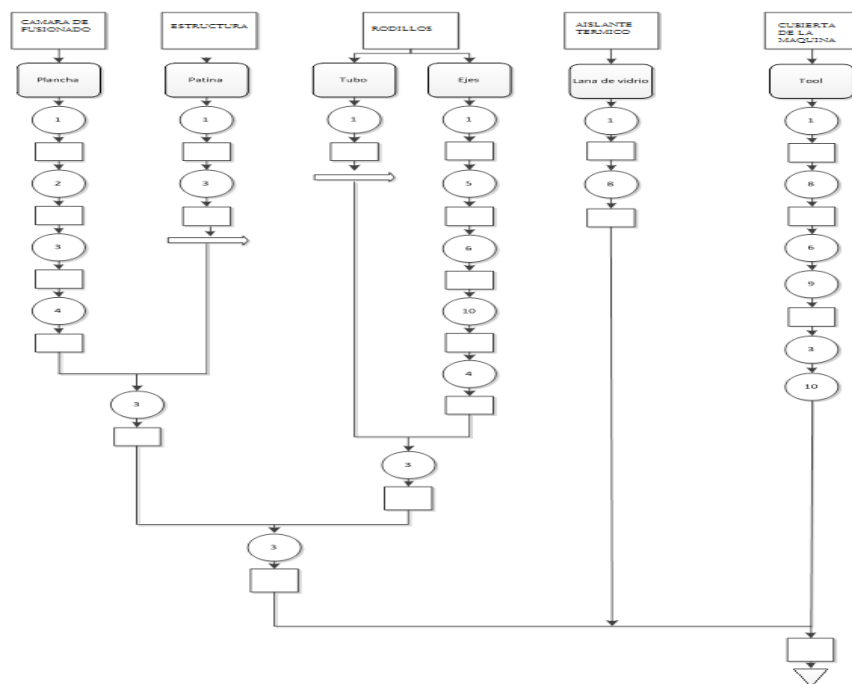 CAMARA DE
FUSIONADO
ESTRUCTURA
RODILLOS
AISLANTE
TERMICO
CUBIERTA
DE LA
MAQUINA
Plancha
Patina
Tubo
Ejes
Lana de vidrio
Tool
1
1
1
1
1
1
2
3
5
8
8
3
6
6
9
4
10
3
4
10
3
3
3